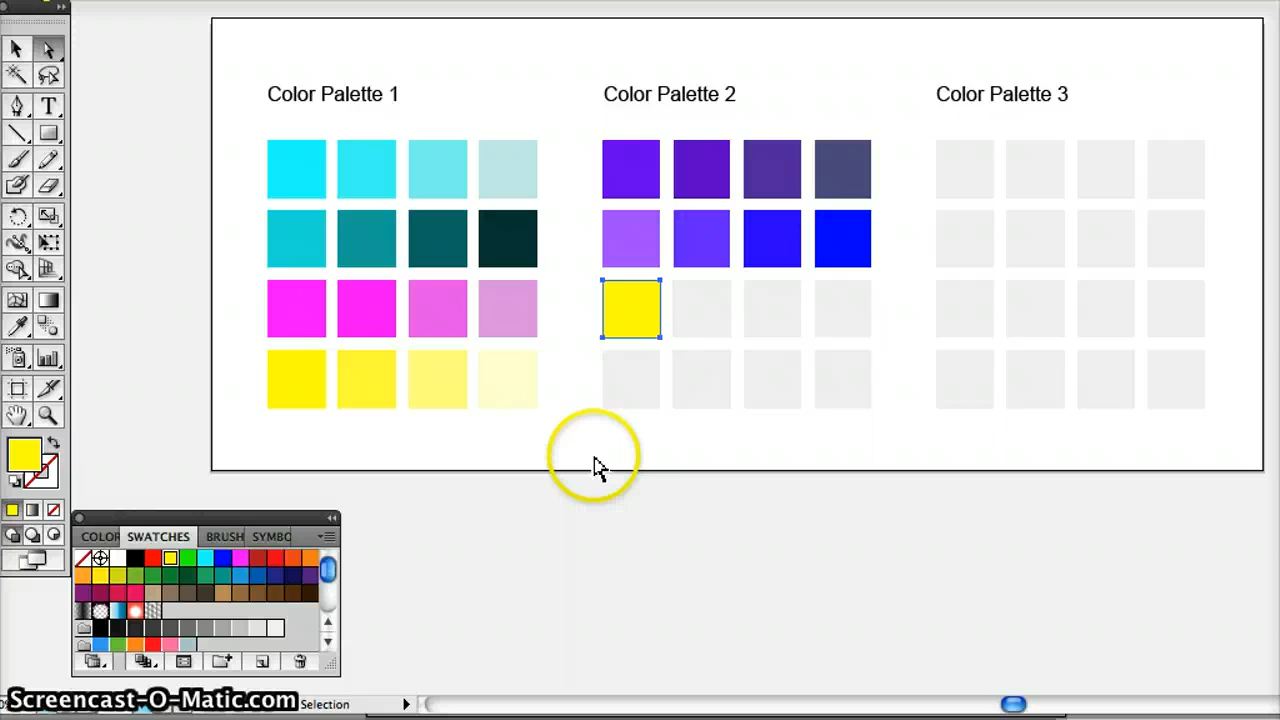 Color Palette 1
Color Palette 2
Color Palette 3
T
COLOR
SWATCHES
BRUSH
SYMBO
Screencast-O-Matic.com
Selection